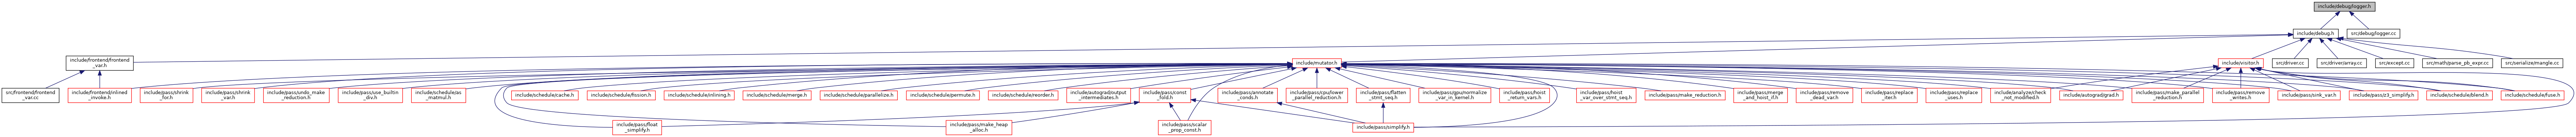 include/debug/logger.h
include/debug.h
src/debug/logger.cc
include/frontend/frontend
_var.h
include/mutator.h
include/visitor.h
src/driver.cc
src/driver/array.cc
src/except.cc
src/math/parse_pb_expr.cc
src/serialize/mangle.cc
src/frontend/frontend
_var.cc
include/frontend/inlined
_invoke.h
include/pass/shrink
_for.h
include/pass/shrink
_var.h
include/pass/undo_make
_reduction.h
include/pass/use_builtin
_div.h
include/schedule/as
_matmul.h
include/schedule/cache.h
include/schedule/fission.h
include/schedule/inlining.h
include/schedule/merge.h
include/schedule/parallelize.h
include/schedule/permute.h
include/schedule/reorder.h
include/autograd/output
_intermediates.h
include/pass/const
_fold.h
include/pass/annotate
_conds.h
include/pass/cpu/lower
_parallel_reduction.h
include/pass/flatten
_stmt_seq.h
include/pass/gpu/normalize
_var_in_kernel.h
include/pass/hoist
_return_vars.h
include/pass/hoist
_var_over_stmt_seq.h
include/pass/make_reduction.h
include/pass/merge
_and_hoist_if.h
include/pass/remove
_dead_var.h
include/pass/replace
_iter.h
include/pass/replace
_uses.h
include/analyze/check
_not_modified.h
include/autograd/grad.h
include/pass/make_parallel
_reduction.h
include/pass/remove
_writes.h
include/pass/sink_var.h
include/pass/z3_simplify.h
include/schedule/blend.h
include/schedule/fuse.h
include/pass/float
_simplify.h
include/pass/make_heap
_alloc.h
include/pass/scalar
_prop_const.h
include/pass/simplify.h